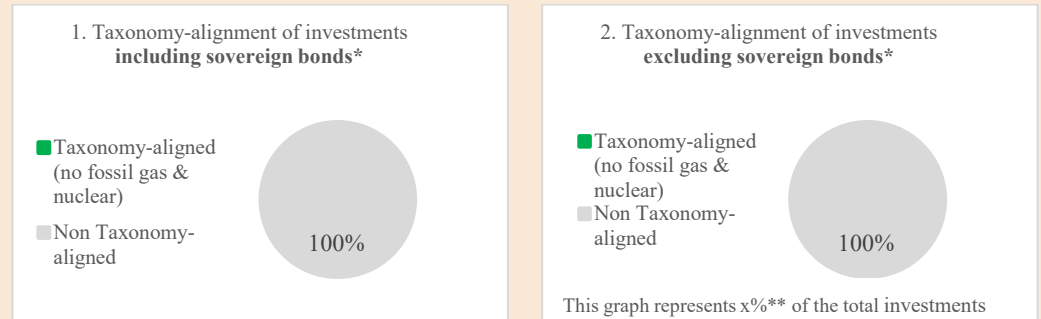 1. Taxonomy-alignment of investments
including sovereign bonds*
Taxonomy-aligned
(no fossil gas &
nuclear)
Non Taxonomy-
aligned
100%
2. Taxonomy-alignment of investments
excluding sovereign bonds*
Taxonomy-aligned
(no fossil gas &
nuclear)
Non Taxonomy-
aligned
100%
This graph represents x%** of the total investments